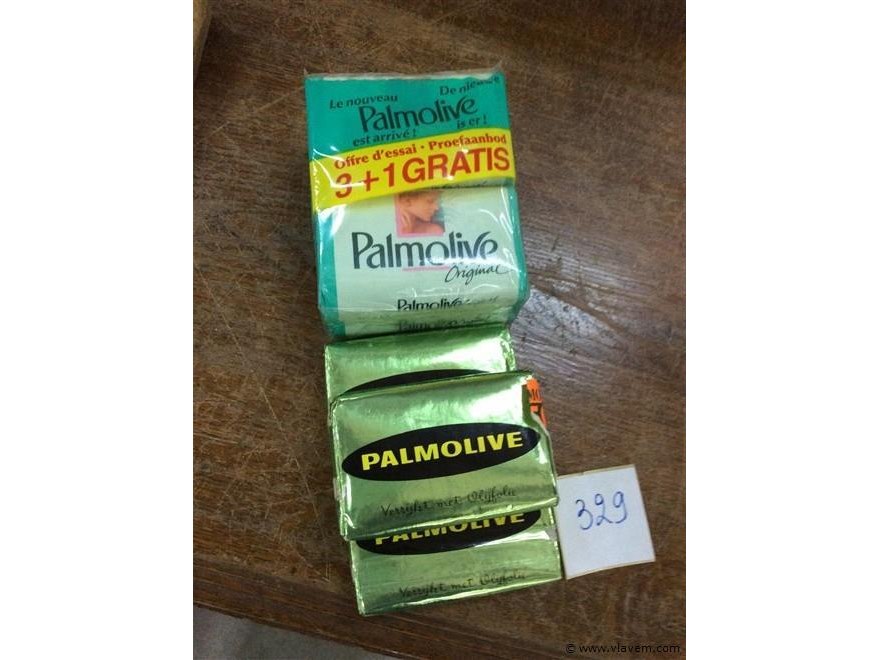 Le nouveau
De nieuwe
Palmolive
est arrivé !
is er !
Offre d'essai • Proefaanbod
3+1 GRATIS
Palmolive
Original
Palmolive
Palmolive
PALMOLIVE
Verrijkt met Olijfolie
PALMOLIVE
Verrijkt met Olijfolie
329
© www.vlavem.com